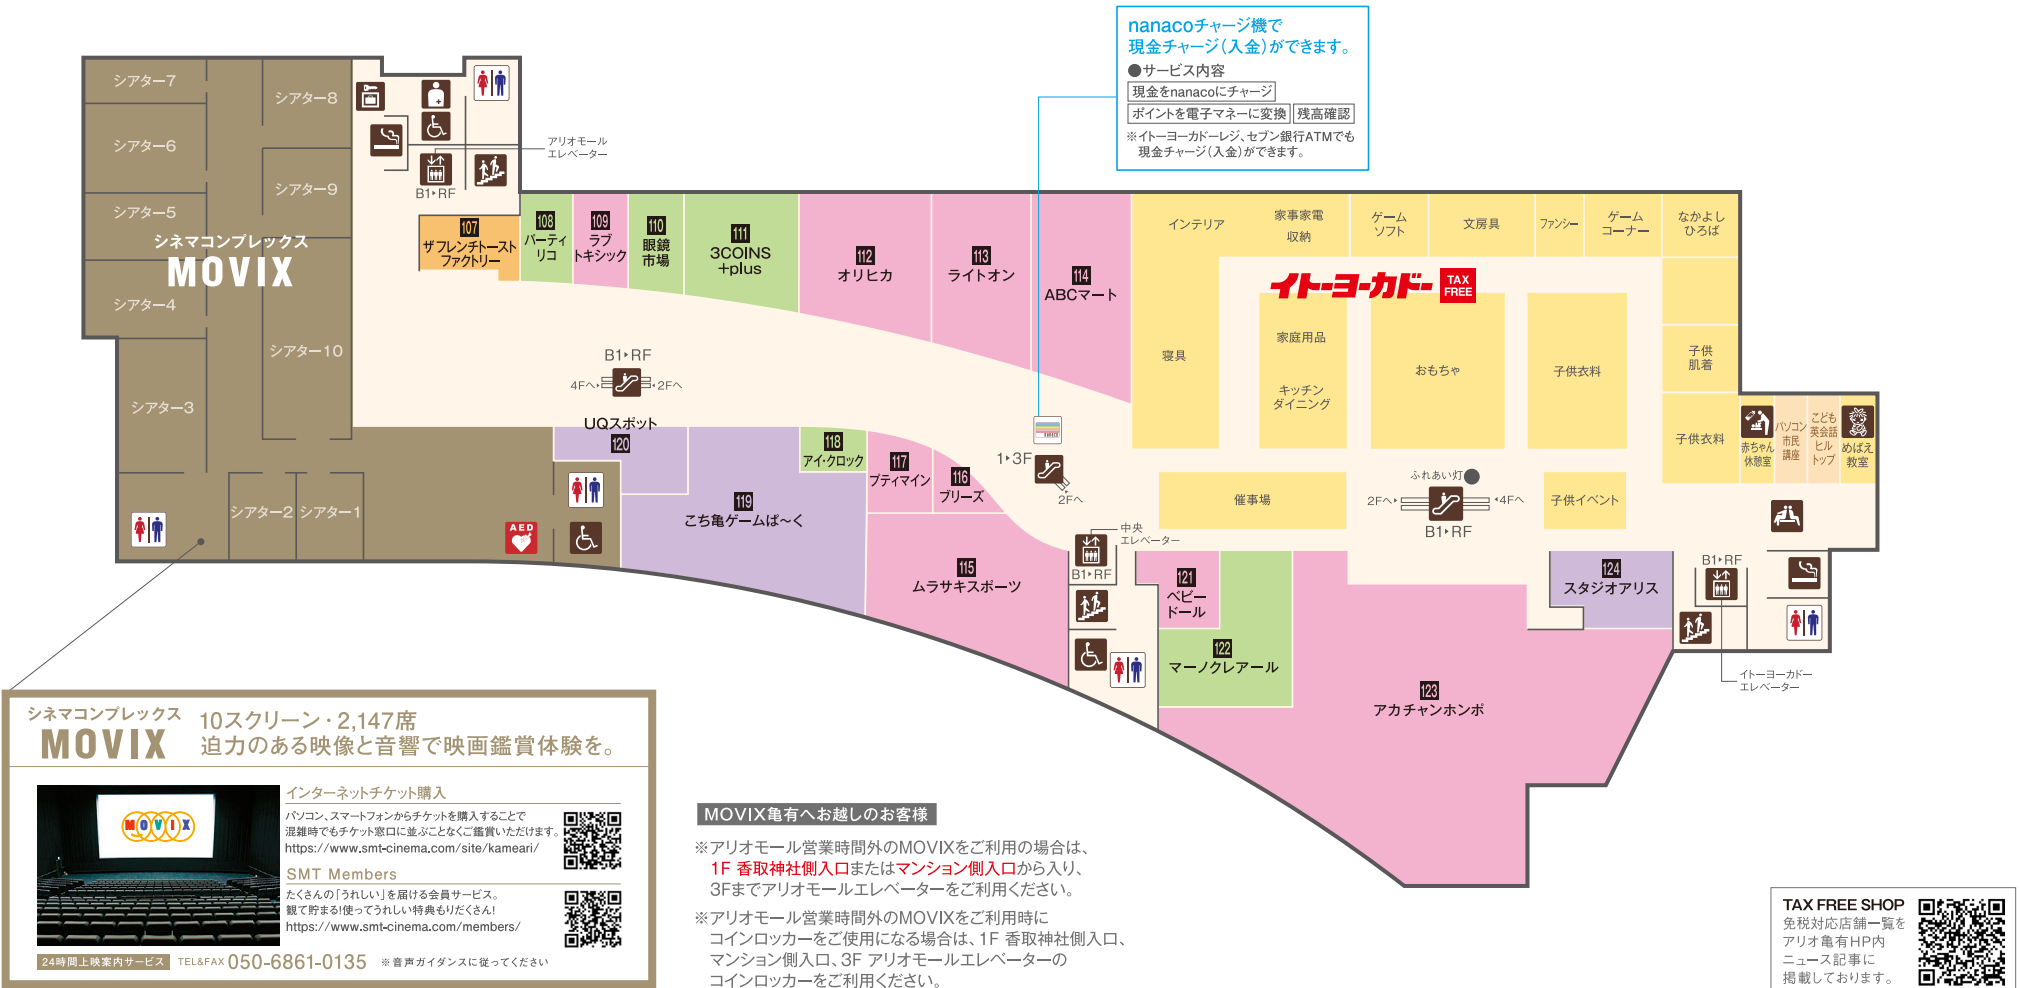 nanacoチャージ機で
現金チャージ(入金)ができます。
●サービス内容
現金をnanacoにチャージ
ポイントを電子マネーに変換 残高確認
※イトーヨーカドーレジ、セブン銀行ATMでも
現金チャージ(入金)ができます。
シアター7
シアター8
シアター6
シアター9
シアター5
シネマコンプレックス
MOVIX
シアター4
シアター10
シアター3
シアター2
シアター1
アリオモール
エレベーター
B1▸RF
107
ザフレンチトースト
ファクトリー
108
パーティ
リコ
109
ラブ
トキシック
110
眼鏡
市場
111
3COINS
+plus
112
オリヒカ
113
ライトオン
114
ABCマート
インテリア
家事家電
収納
ゲーム
ソフト
文房具
ファンシー
ゲーム
コーナー
なかよし
ひろば
イトーヨーカドー
TAX
FREE
寝具
家庭用品
キッチン
ダイニング
おもちゃ
子供衣料
子供
肌着
子供衣料
赤ちゃん
休憩室
パソコン
市民
講座
こども
英会話
ヒル
トップ
めばえ
教室
B1▸RF
4Fへ▸
◂2Fへ
UQスポット
120
118
アイ・クロック
117
プティマイン
116
ブリーズ
119
こち亀ゲームぱ〜く
115
ムラサキスポーツ
1▸3F
2Fへ
AED
中央
エレベーター
B1▸RF
催事場
ふれあい灯
2Fへ▸
◂4Fへ
B1▸RF
子供イベント
121
ベビー
ドール
122
マーノクレアール
123
アカチャンホンポ
124
スタジオアリス
B1▸RF
イトーヨーカドー
エレベーター
シネマコンプレックス
MOVIX
10スクリーン・2,147席
迫力のある映像と音響で映画鑑賞体験を。
MOVIX
インターネットチケット購入
パソコン、スマートフォンからチケットを購入することで
混雑時でもチケット窓口に並ぶことなくご鑑賞いただけます。
https://www.smt-cinema.com/site/kameari/
SMT Members
たくさんの「うれしい」を届ける会員サービス。
観て貯まる!使ってうれしい特典もりだくさん!
https://www.smt-cinema.com/members/
24時間上映案内サービス TEL&FAX 050-6861-0135 ※音声ガイダンスに従ってください
MOVIX亀有へお越しのお客様
※アリオモール営業時間外のMOVIXをご利用の場合は、
1F 香取神社側入口またはマンション側入口から入り、
3Fまでアリオモールエレベーターをご利用ください。
※アリオモール営業時間外のMOVIXをご利用時に
コインロッカーをご使用になる場合は、1F 香取神社側入口、
マンション側入口、3F アリオモールエレベーターの
コインロッカーをご利用ください。
TAX FREE SHOP
免税対応店舗一覧を
アリオ亀有HP内
ニュース記事に
掲載しております。